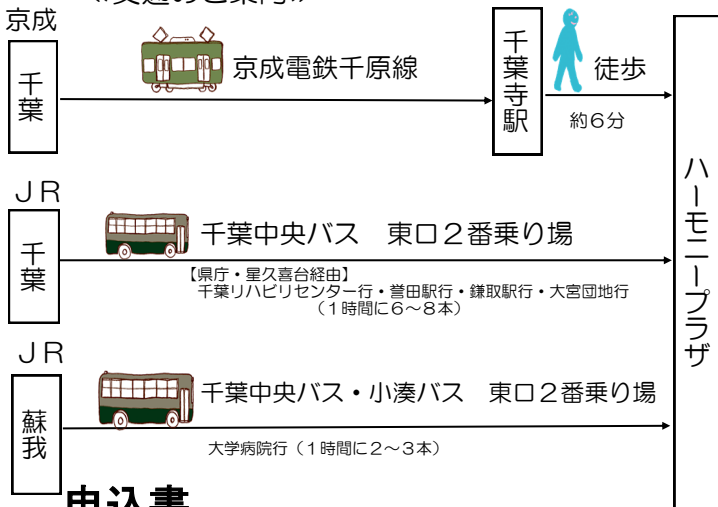 ≪交通のご案内≫
京成
千葉
京成電鉄千原線
千葉寺駅
徒歩
約6分
ハーモニープラザ
JR
千葉
千葉中央バス 東口2番乗り場
【県庁・星久喜台経由】
千葉リハビリセンター行・誉田駅行・鎌取駅行・大宮団地行
（1時間に6～8本）
JR
蘇我
千葉中央バス・小湊バス 東口2番乗り場
大学病院行（1時間に2～3本）
申込書